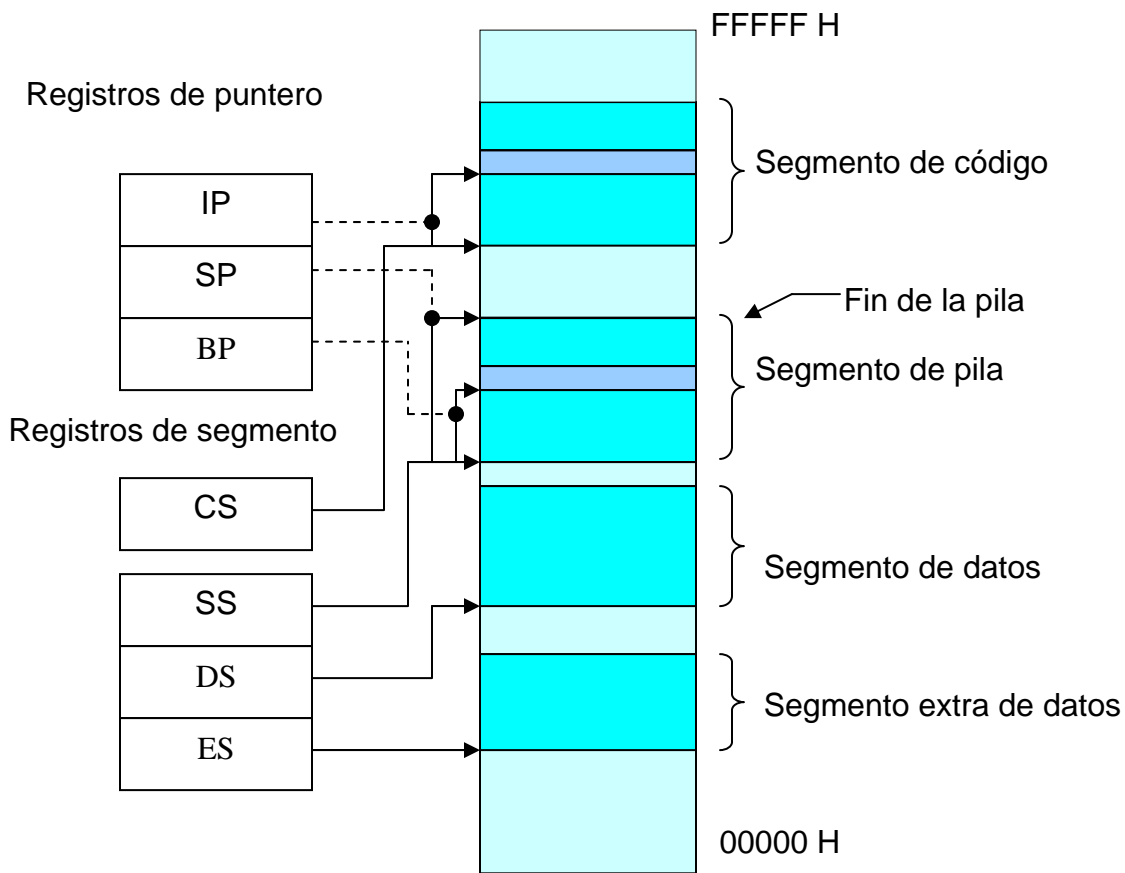 FFFFF H
Registros de puntero
Segmento de código
IP
SP
Fin de la pila
BP
Segmento de pila
Registros de segmento
CS
Segmento de datos
SS
DS
Segmento extra de datos
ES
00000 H